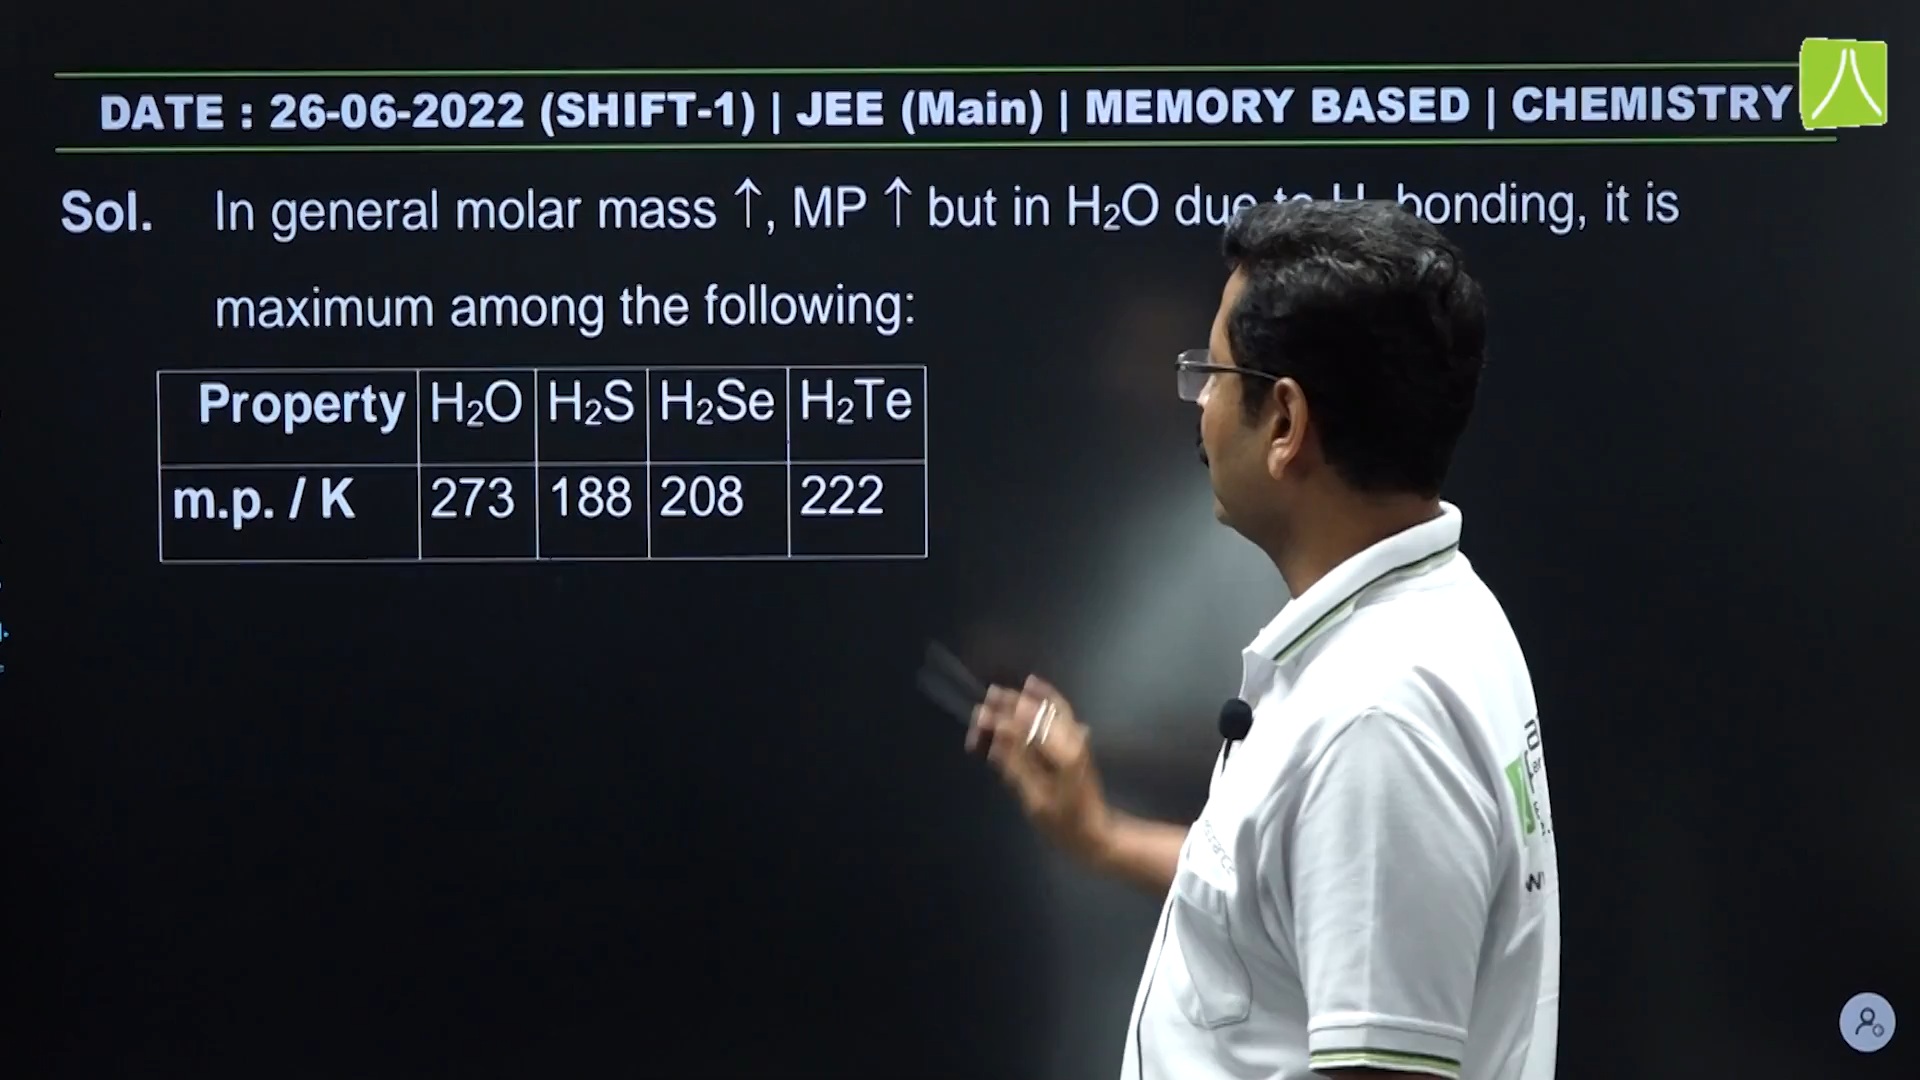 DATE : 26-06-2022 (SHIFT-1) | JEE (Main) | MEMORY BASED | CHEMISTRY
Sol. In general molar mass ↑, MP ↑ but in H₂O due to H bonding, it is
maximum among the following:
Property H₂O H₂S H₂Se H₂Te
m.p. / K 273 188 208 222